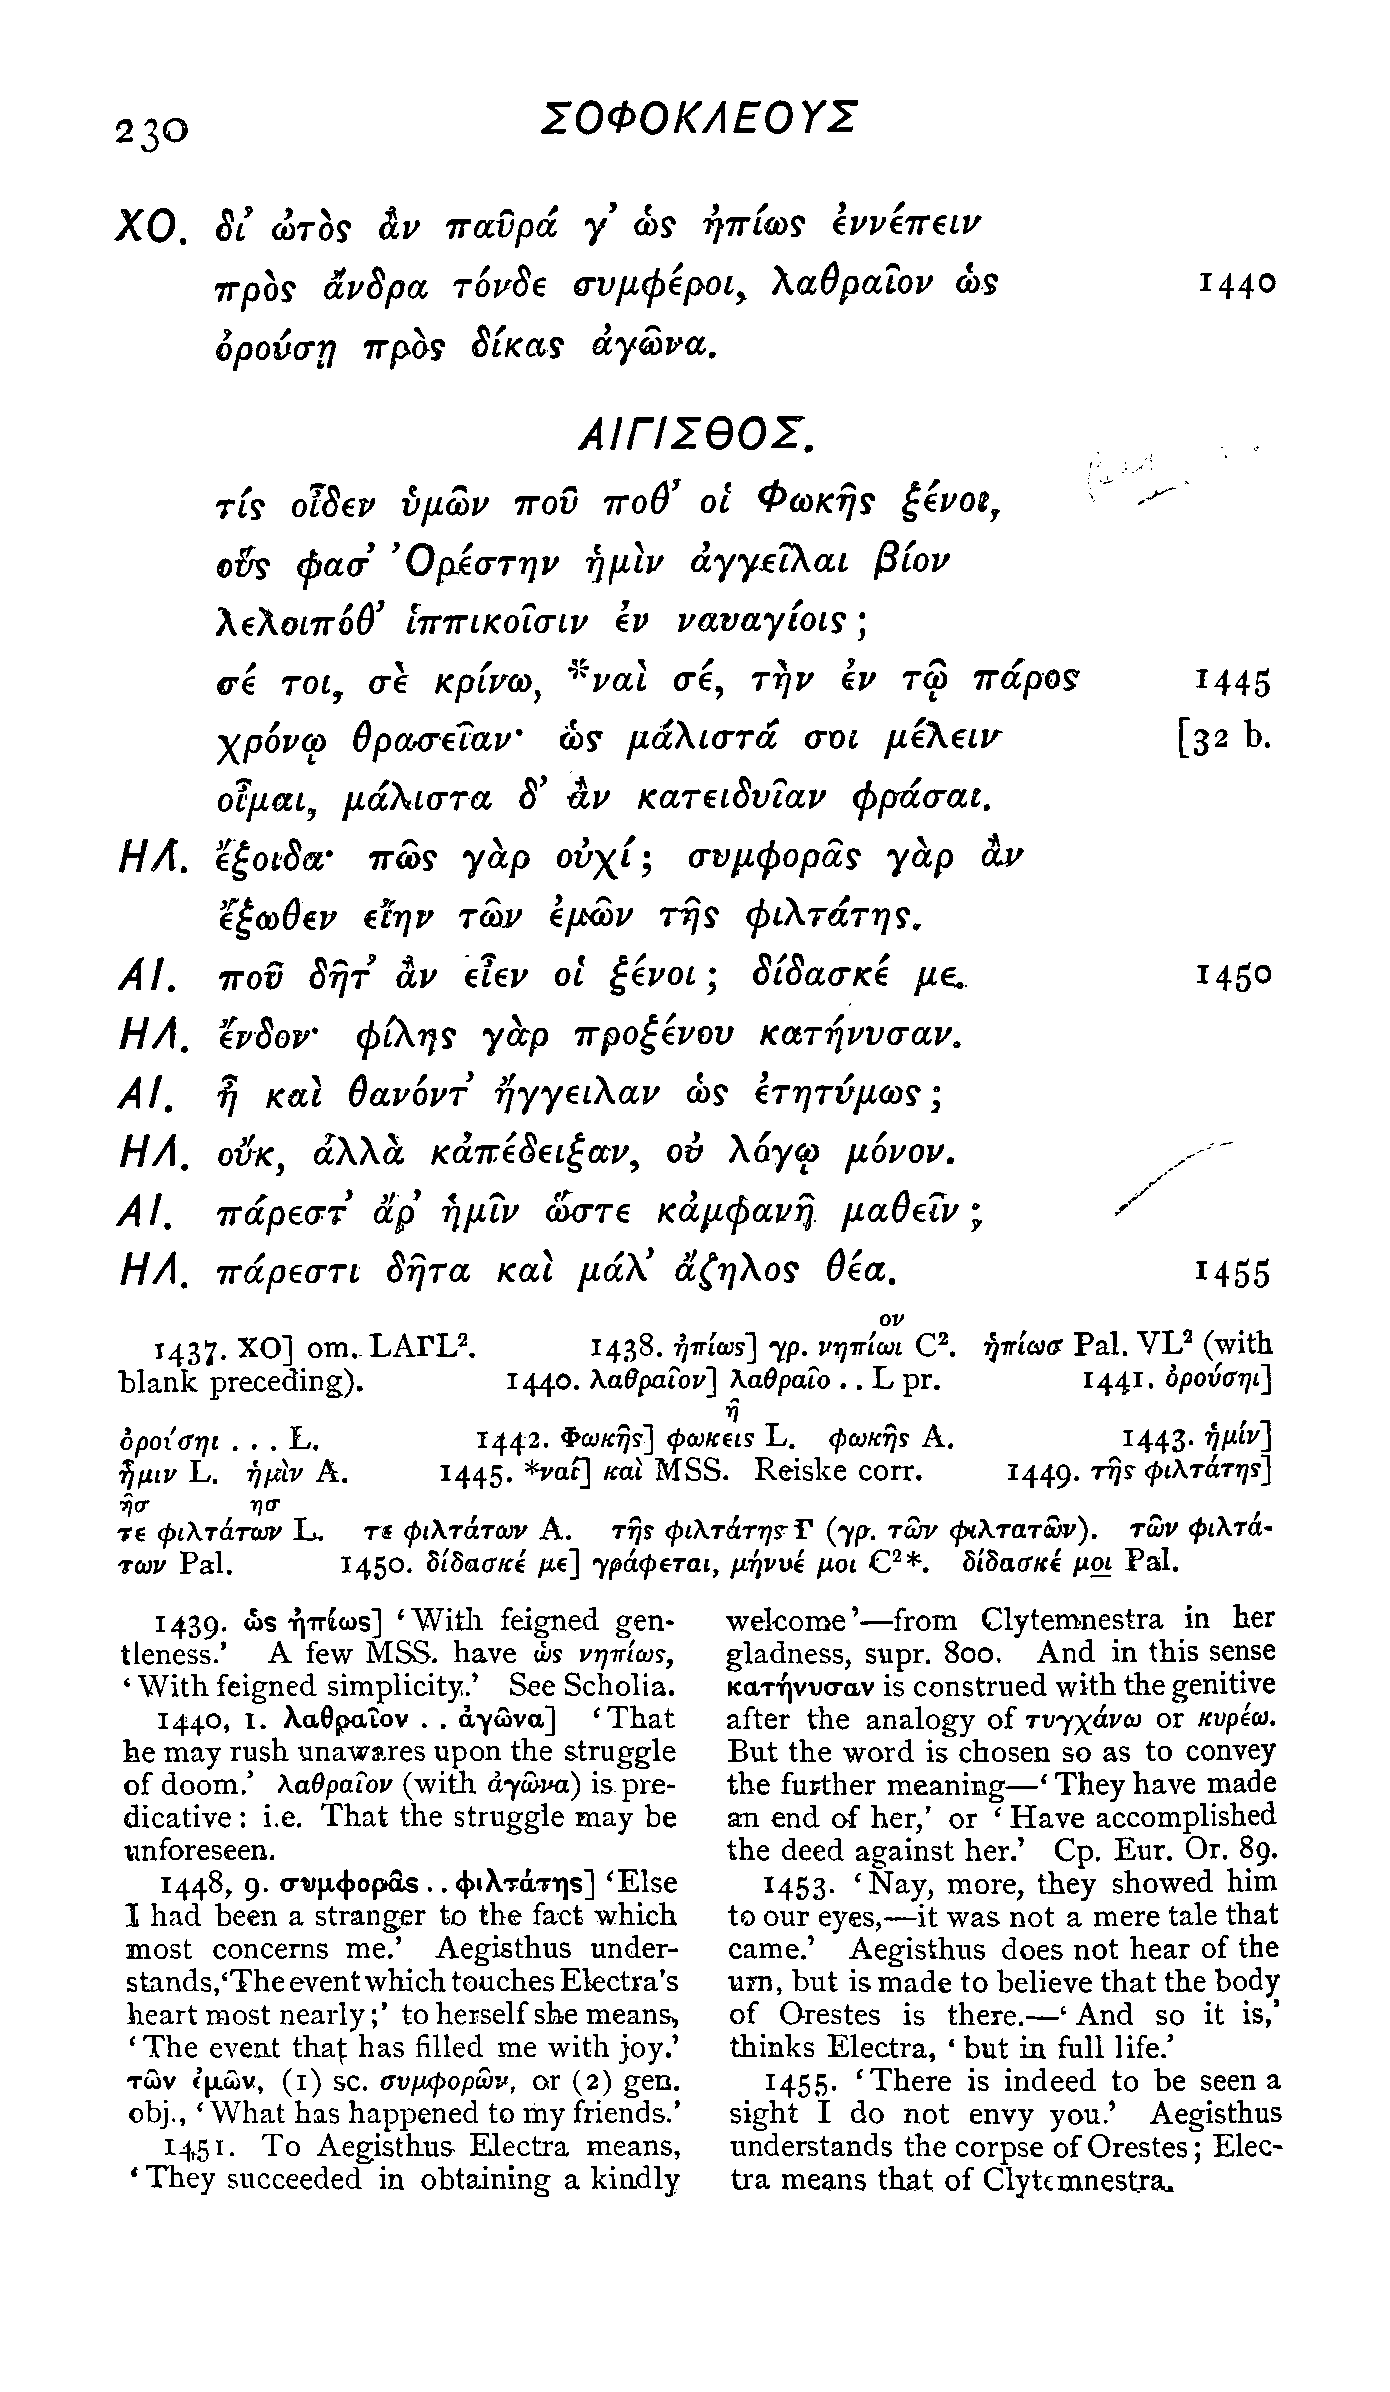 230
ΣΟΦΟΚΛΕΟΥΣ
ΧΟ. δι’ ὠτὸς ἂν παῦρά γ’ ὡς ἠπίως ἐννέπειν
πρὸς ἄνδρα τόνδε συμφέροι, λαθραῖον ὡς 1440
ὀρούσῃ πρὸς δίκας ἀγῶνα.
ΑΙΓΙΣΘΟΣ.
τίς οἶδεν ὑμῶν ποῦ ποθ’ οἱ Φωκῆς ξένοι,
οὕς φασ’ Ὀρέστην ἡμὶν ἀγγεῖλαι βίον
λελοιπόθ’ ἱππικοῖσιν ἐν ναυαγίοις ;
σέ τοι, σὲ κρίνω, *ναὶ σέ, τὴν ἐν τῷ πάρος 1445
χρόνῳ θρασεῖαν· ὡς μάλιστά σοι μέλειν [32 b.
οἶμαι, μάλιστα δ’ ἂν κατειδυῖαν φράσαι.
ΗΛ. ἔξοιδα· πῶς γὰρ οὐχί ; συμφορᾶς γὰρ ἂν
ἔξωθεν εἴην τῶν ἐμῶν τῆς φιλτάτης.
ΑΙ. ποῦ δῆτ’ ἂν εἶεν οἱ ξένοι ; δίδασκέ με. 1450
ΗΛ. ἔνδον· φίλης γὰρ προξένου κατήνυσαν.
ΑΙ. ἦ καὶ θανόντ’ ἤγγειλαν ὡς ἐτητύμως ;
ΗΛ. οὔκ, ἀλλὰ κἀπέδειξαν, οὐ λόγῳ μόνον.
ΑΙ. πάρεστ’ ἄρ’ ἡμῖν ὥστε κἀμφανῆ μαθεῖν ;
ΗΛ. πάρεστι δῆτα καὶ μάλ’ ἄζηλος θέα. 1455
ον
1437. ΧΟ] om. LAΓL². 1438. ἠπίως] γρ. νηπίωι C². ἡπίωσ Pal. VL² (with
blank preceding). 1440. λαθραῖον] λαθραῖο . . L pr. 1441. ὀρούσηι]
ῆ
ὀροίσηι . . . L. 1442. Φωκῆς] φωκεις L. φωκῆς A. 1443. ἡμίν]
ἦμιν L. ἡμὶν A. 1445. *ναί] καὶ MSS. Reiske corr. 1449. τῆς φιλτάτης]
ῆσ ησ
τε φιλτάτων L. τε φιλτάτων A. τῆς φιλτάτης Γ (γρ. τῶν φιλτατῶν). τῶν φιλτά-
των Pal. 1450. δίδασκέ με] γράφεται, μήνυέ μοι C²*. δίδασκέ μοι Pal.
1439. ὡς ἠπίως] ‘With feigned gen-
tleness.’ A few MSS. have ὡς νηπίως,
‘With feigned simplicity.’ See Scholia.
1440, 1. λαθραῖον . . ἀγῶνα] ‘That
he may rush unawares upon the struggle
of doom.’ λαθραῖον (with ἀγῶνα) is pre-
dicative: i.e. That the struggle may be
unforeseen.
1448, 9. συμφορᾶς . . φιλτάτης] ‘Else
I had been a stranger to the fact which
most concerns me.’ Aegisthus under-
stands, ‘The event which touches Electra’s
heart most nearly;’ to herself she means,
‘The event that has filled me with joy.’
τῶν ἐμῶν, (1) sc. συμφορῶν, or (2) gen.
obj., ‘What has happened to my friends.’
1451. To Aegisthus Electra means,
‘They succeeded in obtaining a kindly
welcome’—from Clytemnestra in her
gladness, supr. 800. And in this sense
κατήνυσαν is construed with the genitive
after the analogy of τυγχάνω or κυρέω.
But the word is chosen so as to convey
the further meaning—‘They have made
an end of her,’ or ‘Have accomplished
the deed against her.’ Cp. Eur. Or. 89.
1453. ‘Nay, more, they showed him
to our eyes,—it was not a mere tale that
came.’ Aegisthus does not hear of the
urn, but is made to believe that the body
of Orestes is there.—‘And so it is,’
thinks Electra, ‘but in full life.’
1455. ‘There is indeed to be seen a
sight I do not envy you.’ Aegisthus
understands the corpse of Orestes; Elec-
tra means that of Clytemnestra.